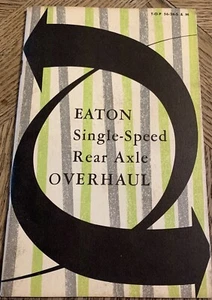 EATON
Single-Speed
Rear Axle
OVERHAUL